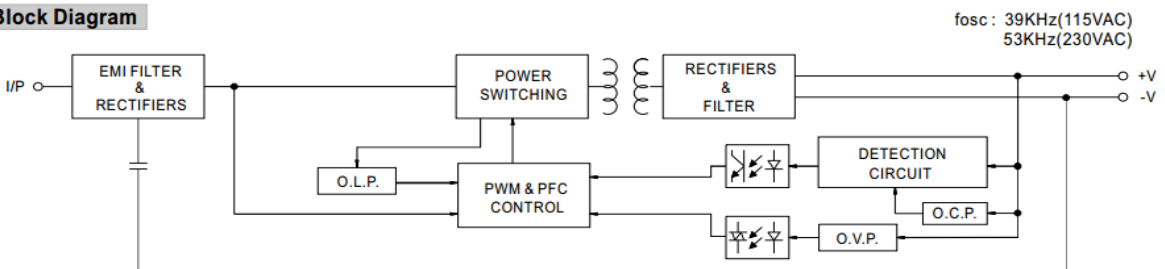 Block Diagram
fosc : 39KHz(115VAC)
53KHz(230VAC)
I/P
EMI FILTER
&
RECTIFIERS
POWER
SWITCHING
RECTIFIERS
&
FILTER
+V
-V
O.L.P.
PWM & PFC
CONTROL
DETECTION
CIRCUIT
O.C.P.
O.V.P.